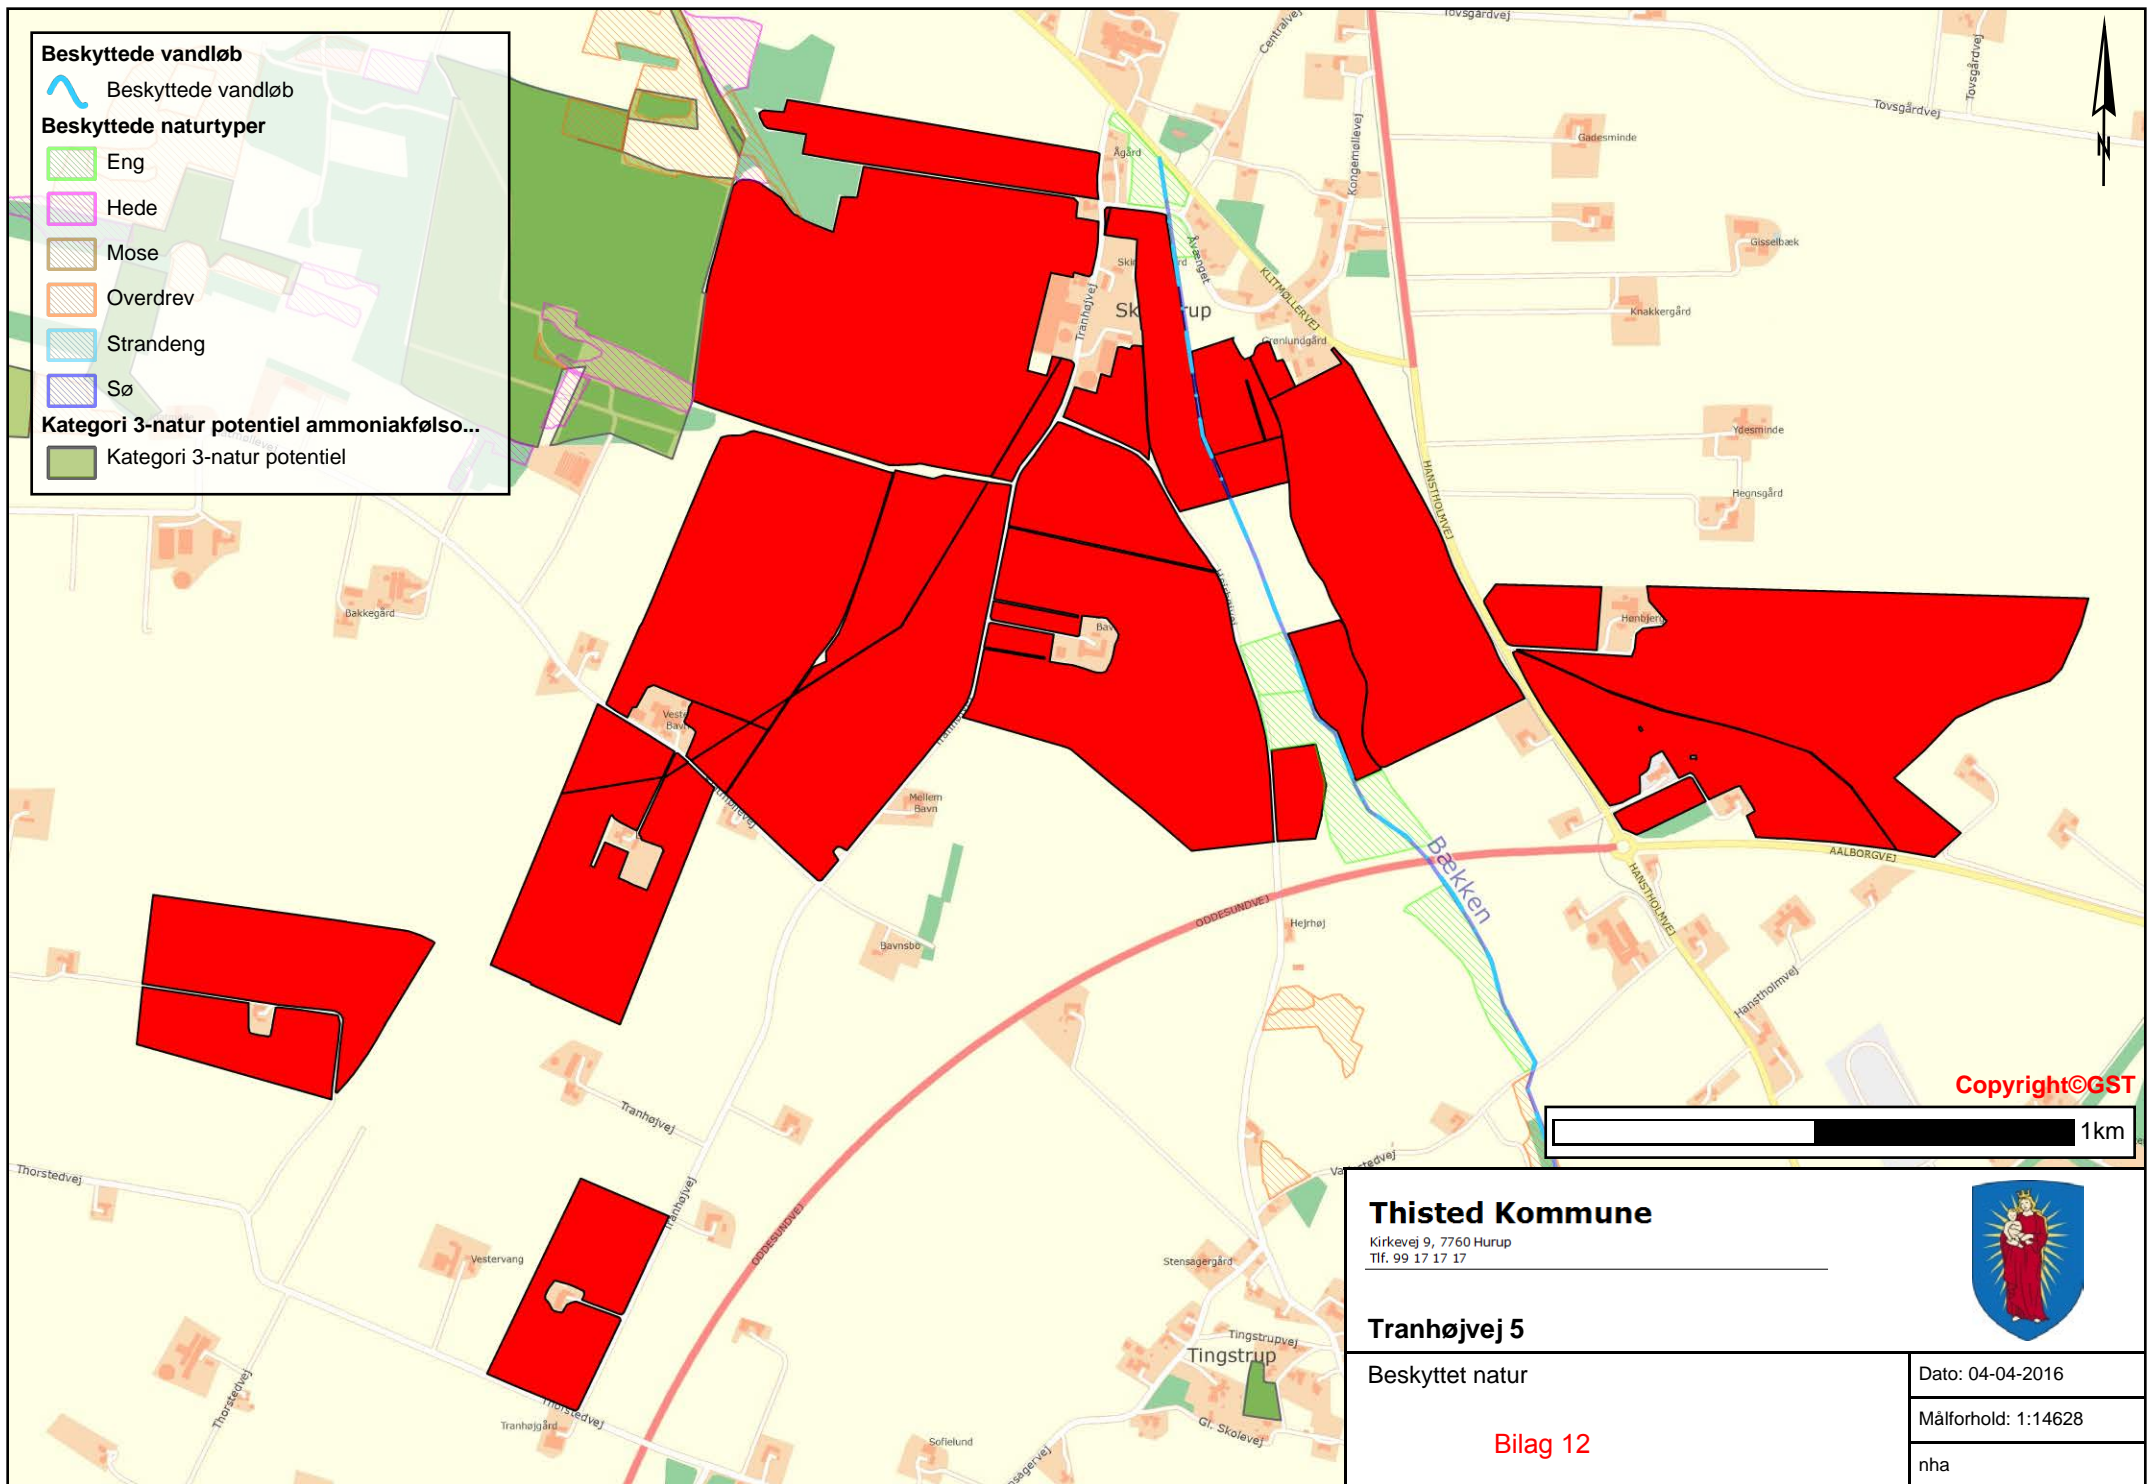 Beskyttede vandløb
Beskyttede vandløb
Beskyttede naturtyper
Eng
Hede
Mose
Overdrev
Strandeng
Sø
Kategori 3-natur potentiel ammoniakfølso...
Kategori 3-natur potentiel
Tovsgårdvej
Centralvej
Tovsgårdvej
Tovsgårdvej
N
Gadesminde
Ågård
Kongemøllevej
Gisselbæk
Åvænget
KLITMØLLERVEJ
Tranhøjvej
Knakkergård
Grønlundgård
Ydesminde
HANSTHOLMVEJ
Hegnsgård
Bakkegård
Hønbjerg
Mellem
Bavn
Bækken
AALBORGVEJ
HANSTHOLMVEJ
ODDESUNDVEJ
Hejrhøj
Bavnsbo
Hanstholmvej
Tranhøjvej
Copyright©GST
1km
Thorstedvej
Tranhøjvej
Vestervang
ODDESUNDVEJ
Stensagergård
Tingstrupvej
Tingstrup
Thorstedvej
Thorstedvej
Tranhøjgård
Sofielund
Gl. Skolevej
Thisted Kommune
Kirkevej 9, 7760 Hurup
Tlf. 99 17 17 17
Tranhøjvej 5
Beskyttet natur
Bilag 12
Dato: 04-04-2016
Målforhold: 1:14628
nha